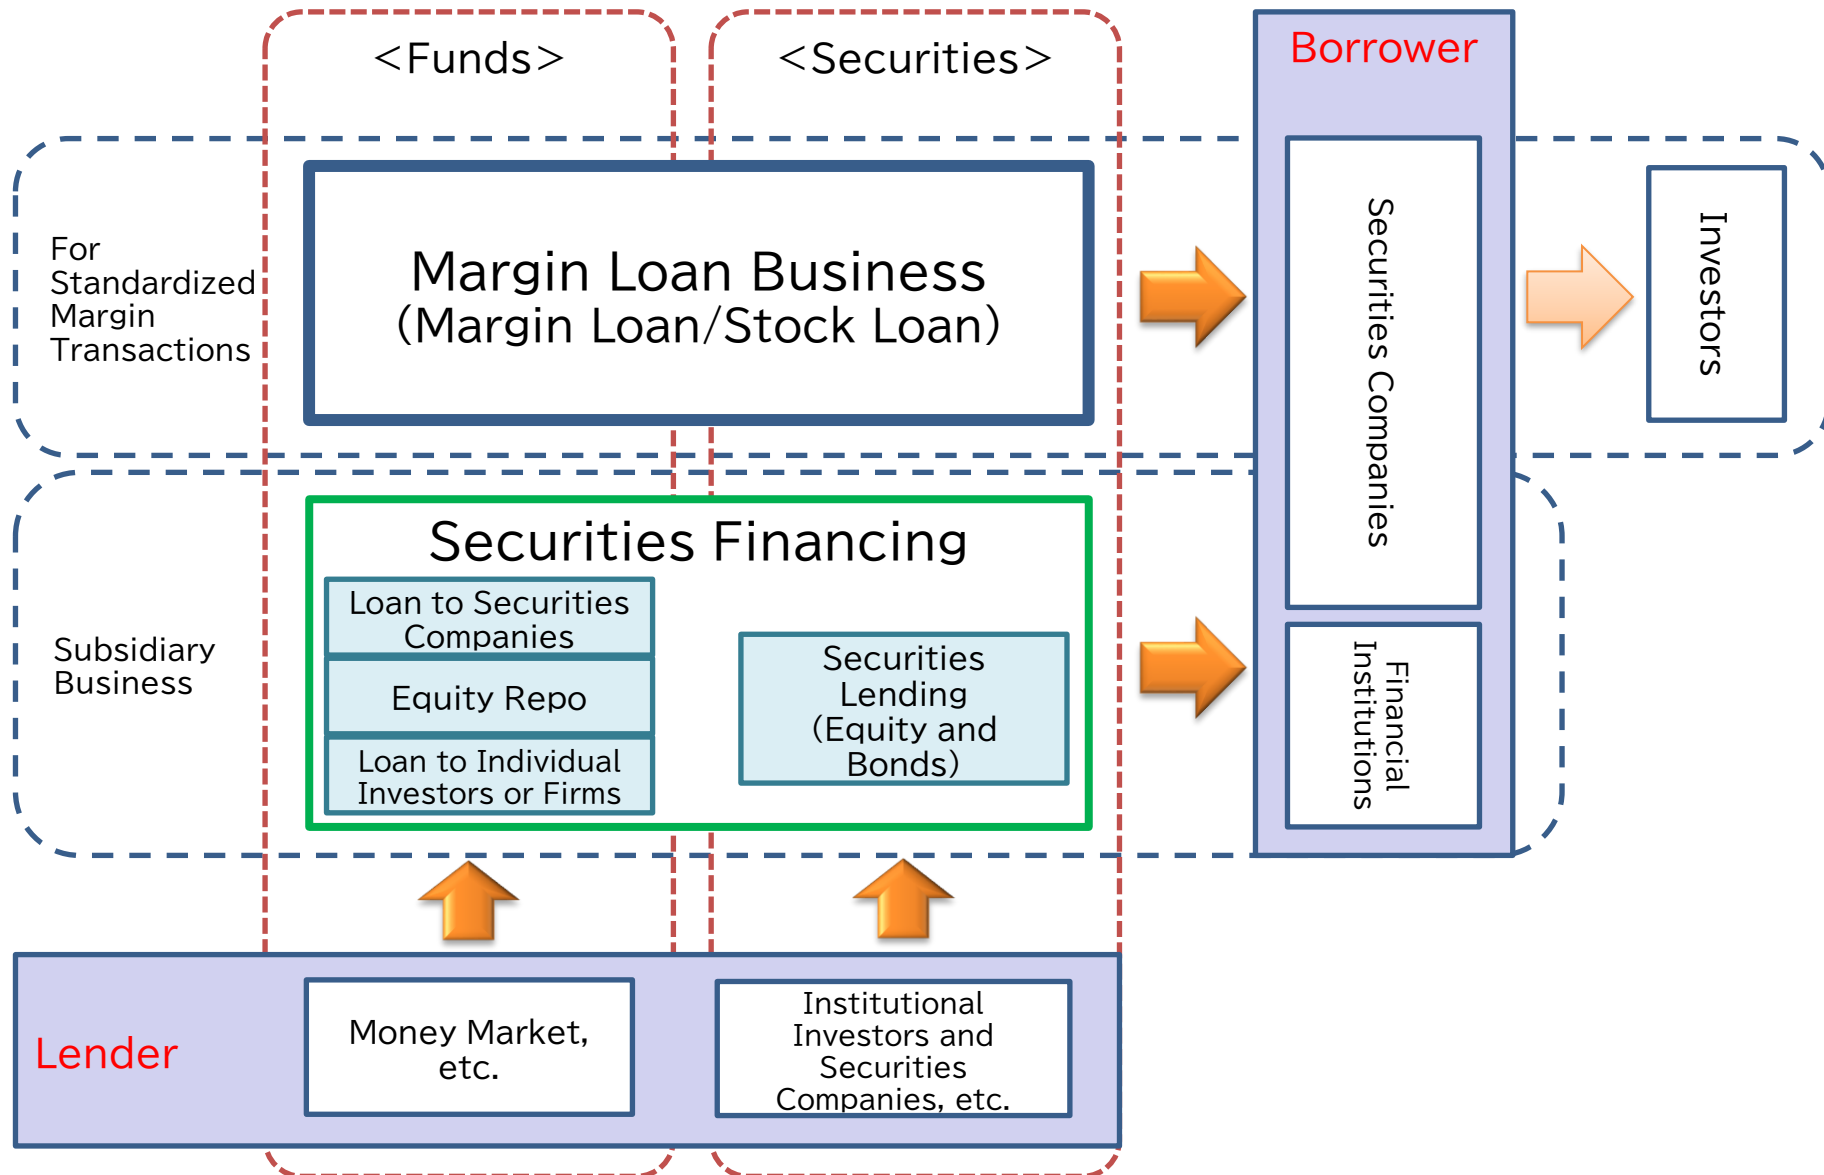 <Funds>
<Securities>
Borrower
For
Standardized
Margin
Transactions
Margin Loan Business
(Margin Loan/Stock Loan)
Securities Companies
Investors
Subsidiary
Business
Securities Financing
Loan to Securities
Companies
Equity Repo
Loan to Individual
Investors or Firms
Securities
Lending
(Equity and
Bonds)
Financial
Institutions
Lender
Money Market,
etc.
Institutional
Investors and
Securities
Companies, etc.